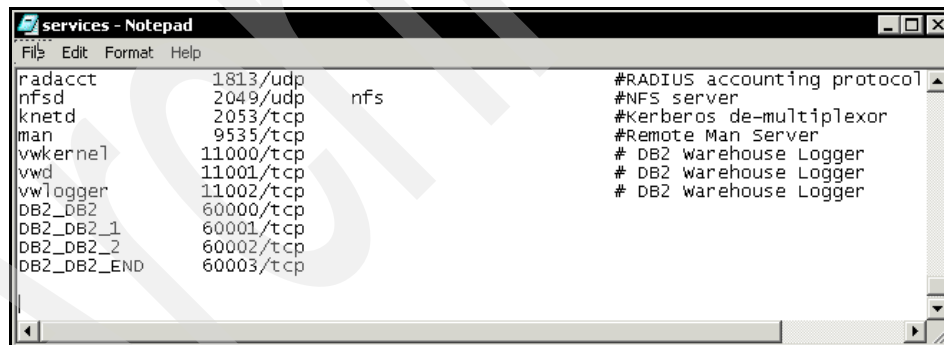 services - Notepad
File Edit Format Help
radacct 1813/udp #RADIUS accounting protocol
nfsd 2049/udp nfs #NFS server
knetd 2053/tcp #Kerberos de-multiplexor
man 9535/tcp #Remote Man Server
vwkernel 11000/tcp # DB2 Warehouse Logger
vwd 11001/tcp # DB2 Warehouse Logger
vwlogger 11002/tcp # DB2 Warehouse Logger
DB2_DB2 60000/tcp
DB2_DB2_1 60001/tcp
DB2_DB2_2 60002/tcp
DB2_DB2_END 60003/tcp